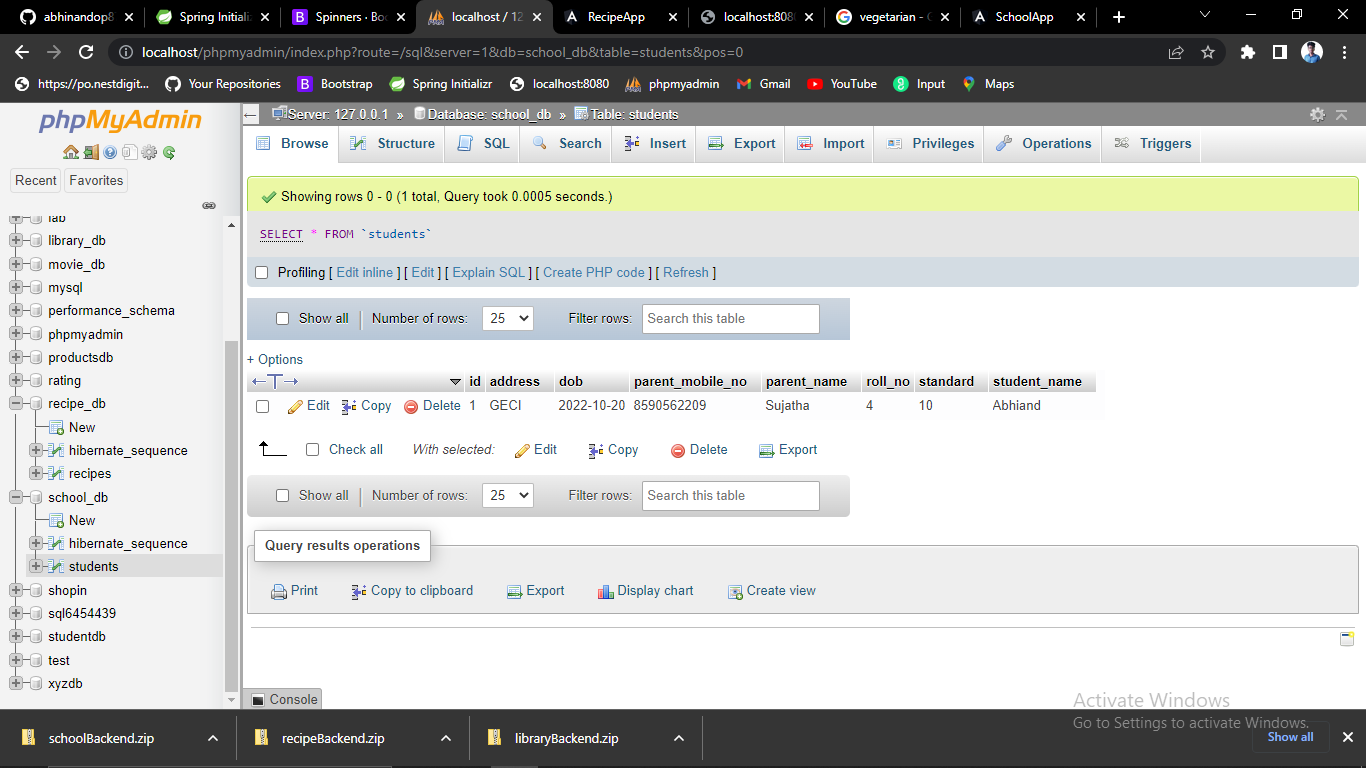 abhinandop8
Spring Initiali
Spinners · Bo
localhost / 12
RecipeApp
localhost:808
vegetarian - G
SchoolApp
localhost/phpmyadmin/index.php?route=/sql&server=1&db=school_db&table=students&pos=0
https://po.nestdigit... Your Repositories Bootstrap Spring Initializr localhost:8080 phpmyadmin Gmail YouTube Input Maps
phpMyAdmin
Recent Favorites
lab
library_db
movie_db
mysql
performance_schema
phpmyadmin
productsdb
rating
recipe_db
New
hibernate_sequence
recipes
school_db
New
hibernate_sequence
students
shopin
sql6454439
studentdb
test
xyzdb
Server: 127.0.0.1 » Database: school_db » Table: students
Browse Structure SQL Search Insert Export Import Privileges Operations Triggers
Showing rows 0 - 0 (1 total, Query took 0.0005 seconds.)
SELECT * FROM `students`
Profiling [ Edit inline ] [ Edit ] [ Explain SQL ] [ Create PHP code ] [ Refresh ]
Show all | Number of rows: 25 Filter rows: Search this table
+ Options
←T→ id address dob parent_mobile_no parent_name roll_no standard student_name
Edit Copy Delete 1 GECI 2022-10-20 8590562209 Sujatha 4 10 Abhiand
Check all With selected: Edit Copy Delete Export
Show all | Number of rows: 25 Filter rows: Search this table
Query results operations
Print Copy to clipboard Export Display chart Create view
Console
Activate Windows
Go to Settings to activate Windows.
schoolBackend.zip recipeBackend.zip libraryBackend.zip Show all